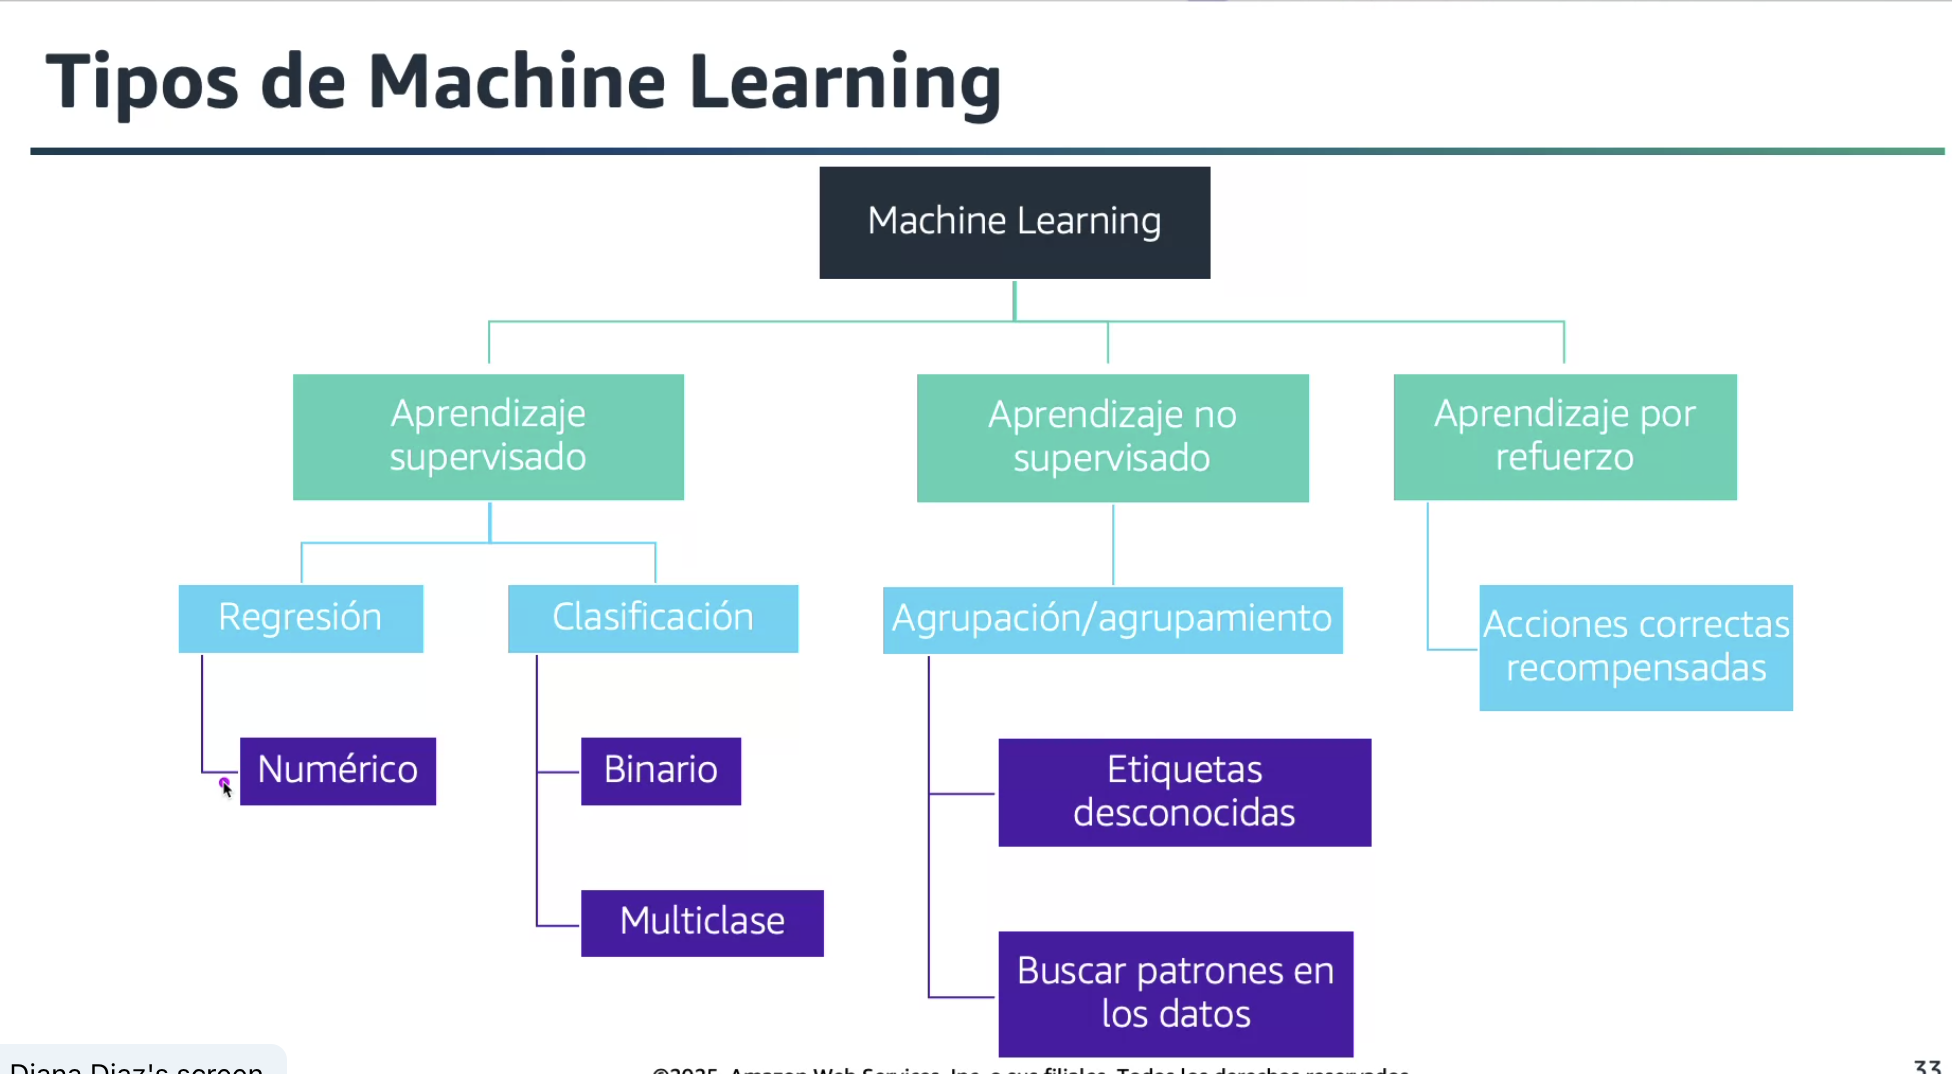 Tipos de Machine Learning
Machine Learning
Aprendizaje
supervisado
Aprendizaje no
supervisado
Aprendizaje por
refuerzo
Regresión
Clasificación
Agrupación/agrupamiento
Acciones correctas
recompensadas
Numérico
Binario
Etiquetas
desconocidas
Multiclase
Buscar patrones en
los datos
Diana Diaz's screen
©2025, Amazon Web Services, Inc. o sus filiales. Todos los derechos reservados.
33